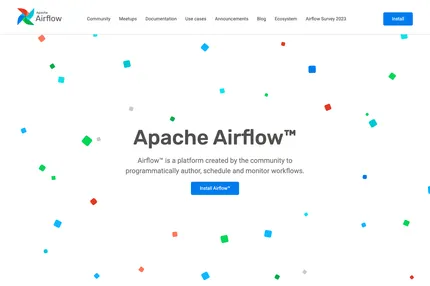 Apache
Airflow
Community Meetups Documentation Use cases Announcements Blog Ecosystem Airflow Survey 2023 Install
Apache Airflow™
Airflow™ is a platform created by the community to
programmatically author, schedule and monitor workflows.
Install Airflow™